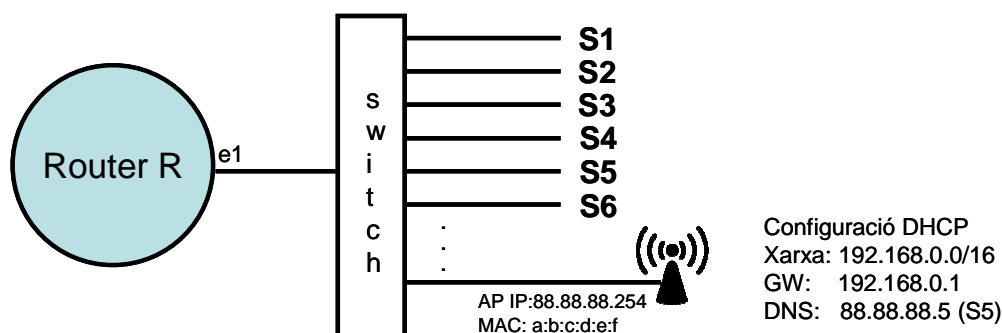 Router R
e1
switch
S1
S2
S3
S4
S5
S6
AP IP:88.88.88.254
MAC: a:b:c:d:e:f
Configuració DHCP
Xarxa: 192.168.0.0/16
GW: 192.168.0.1
DNS: 88.88.88.5 (S5)